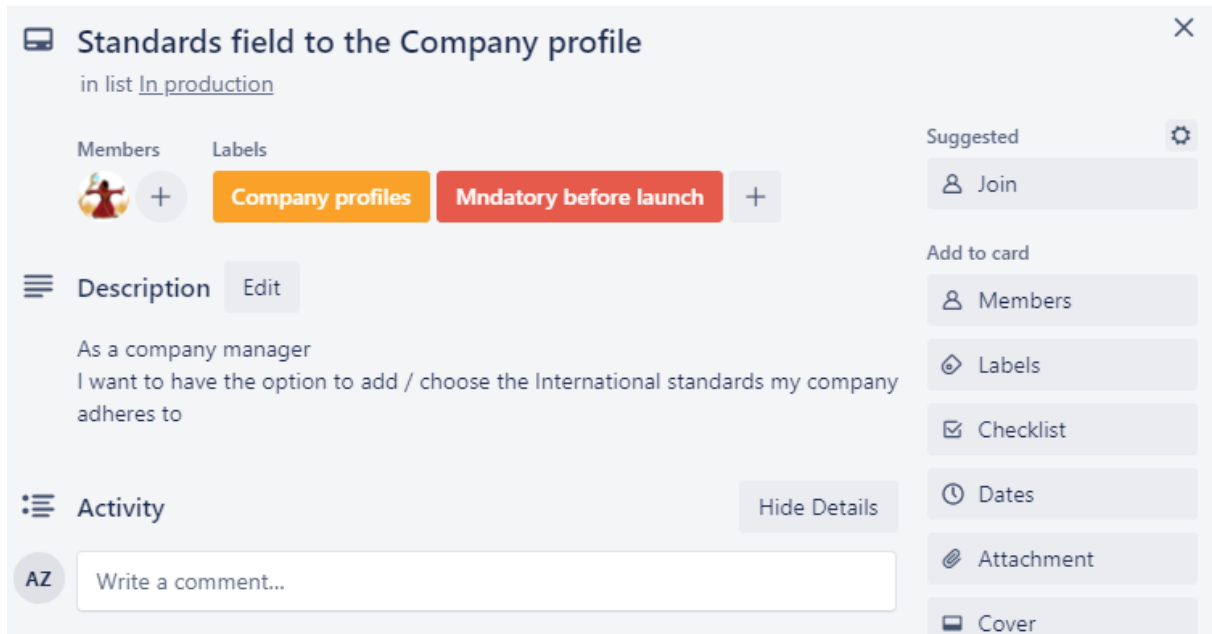 Standards field to the Company profile
in list In production
Members
Labels
Company profiles
Mndatory before launch
Description
Edit
As a company manager
I want to have the option to add / choose the International standards my company
adheres to
Activity
Hide Details
AZ
Write a comment...
Suggested
Join
Add to card
Members
Labels
Checklist
Dates
Attachment
Cover